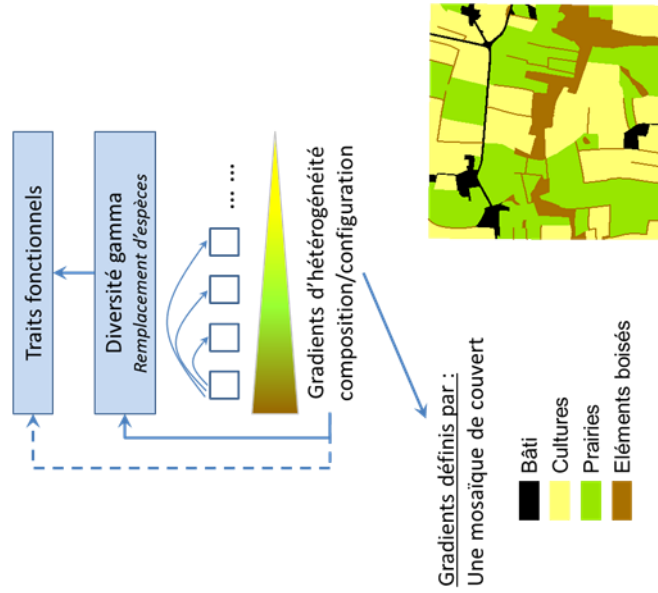 Traits fonctionnels
Diversité gamma
Remplacement d'espèces
... ...
Gradients d'hétérogénéité
composition/configuration
Gradients définis par :
Une mosaïque de couvert
Bâti
Cultures
Prairies
Eléments boisés